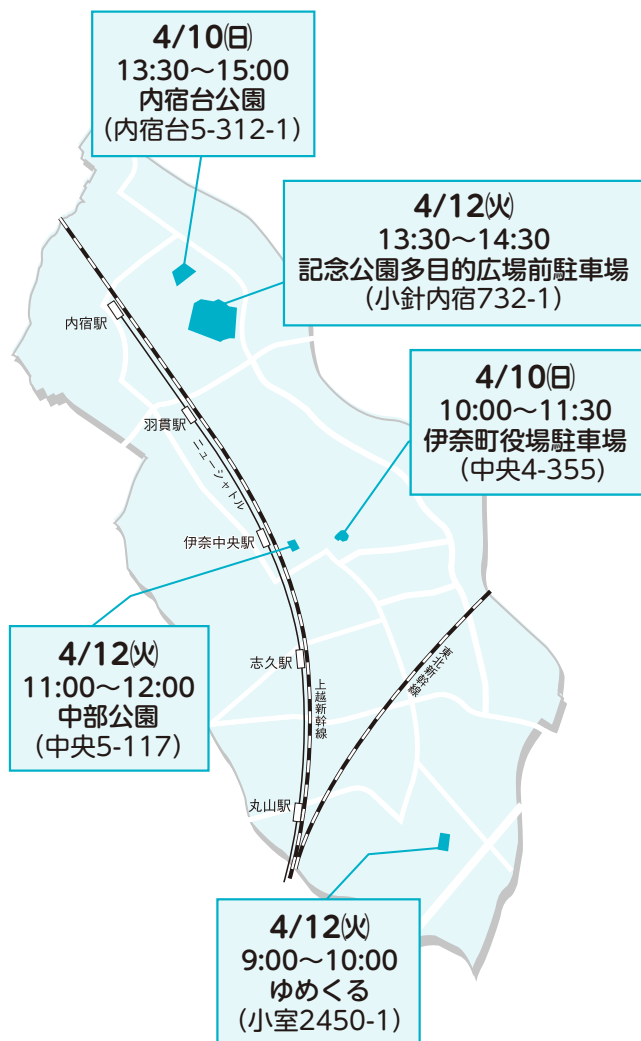 4/10㈰
13:30～15:00
内宿台公園
(内宿台5-312-1)
4/12㈫
13:30～14:30
記念公園多目的広場前駐車場
(小針内宿732-1)
内宿駅
4/10㈰
10:00～11:30
伊奈町役場駐車場
(中央4-355)
羽貫駅
ニューシャトル
伊奈中央駅
4/12㈫
11:00～12:00
中部公園
(中央5-117)
志久駅
上越新幹線
東北新幹線
丸山駅
4/12㈫
9:00～10:00
ゆめくる
(小室2450-1)